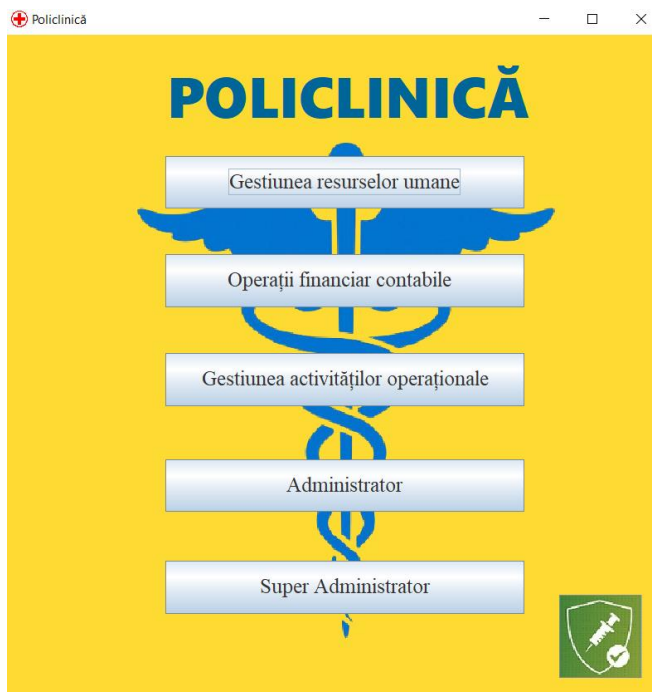 Policlinică
POLICLINICĂ
Gestiunea resurselor umane
Operații financiar contabile
Gestiunea activităților operaționale
Administrator
Super Administrator